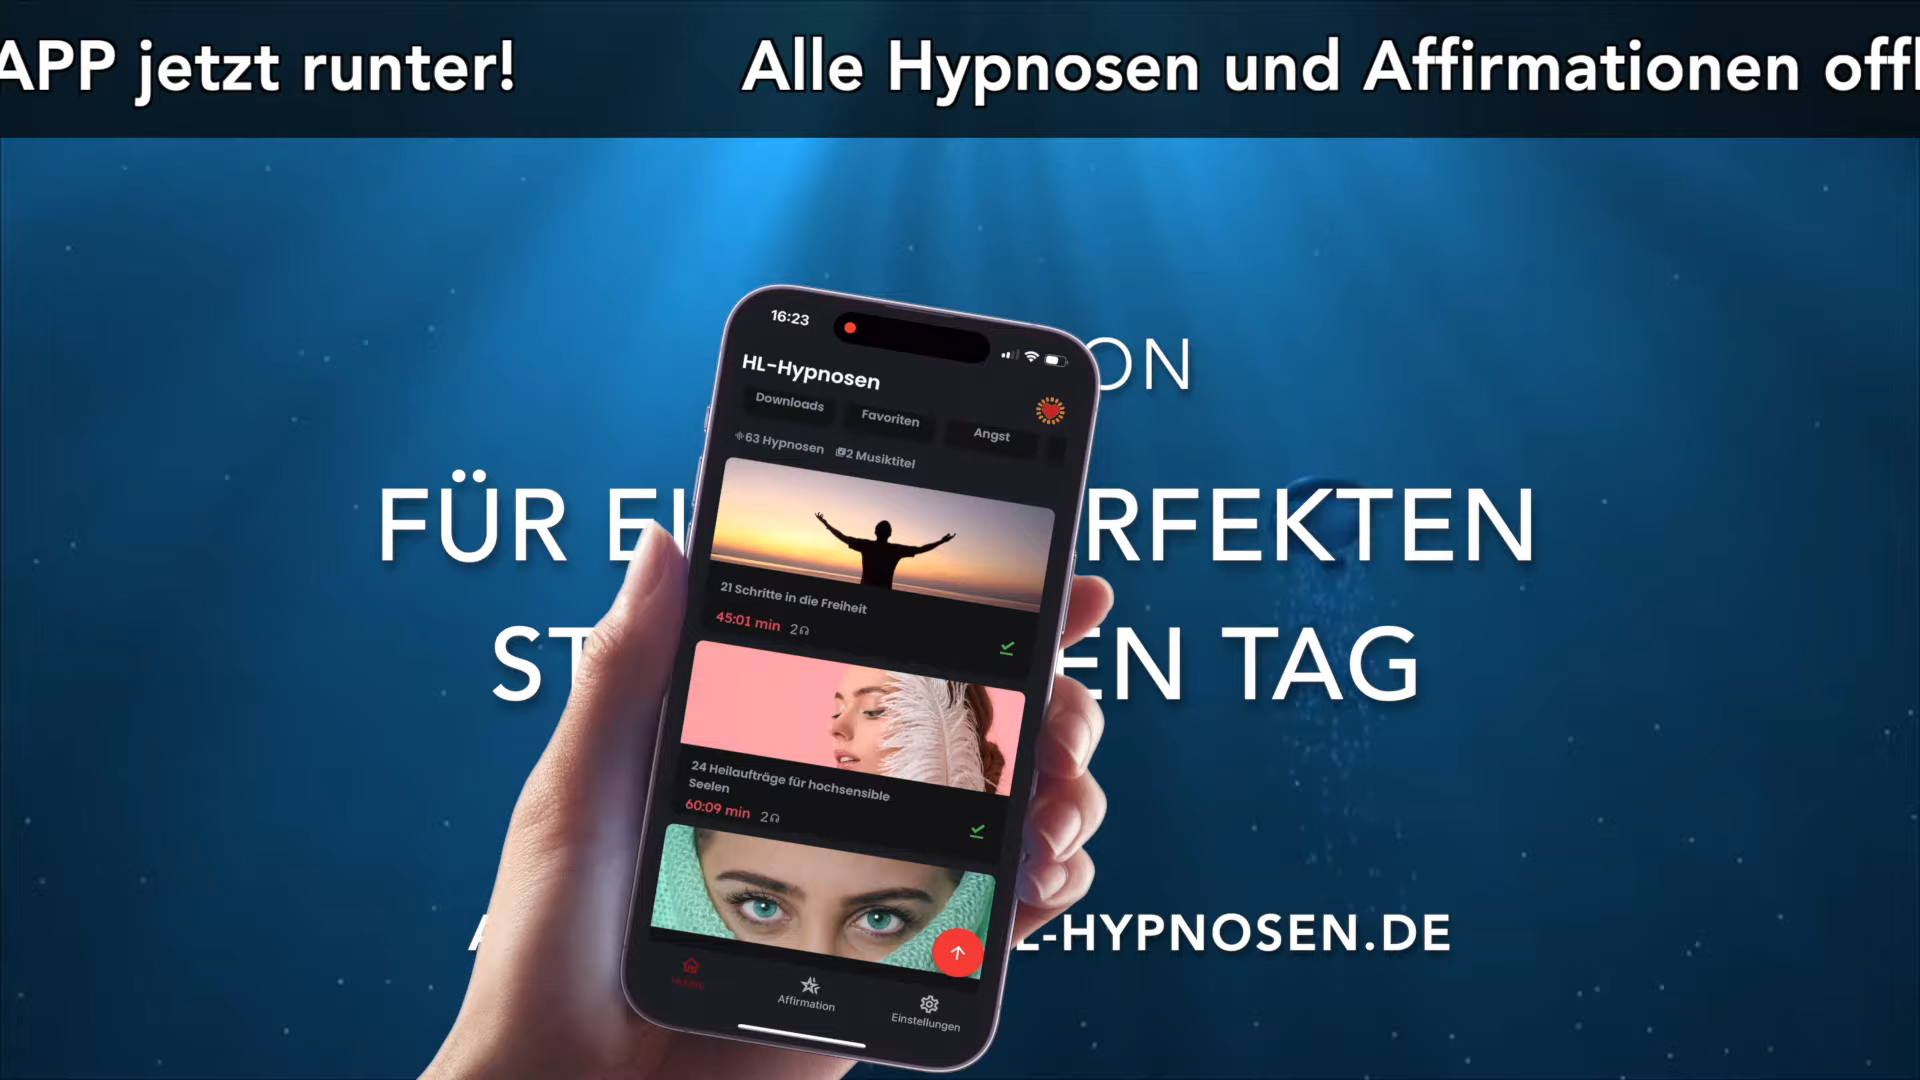 APP jetzt runter! Alle Hypnosen und Affirmationen
ON
FÜR RFEKTEN
ST EN TAG
L-HYPNOSEN.DE
16:23
HL-Hypnosen
Downloads Favoriten Angst
63 Hypnosen 2 Musiktitel
21 Schritte in die Freiheit
45:01 min 2
24 Heilaufträge für hochsensible
Seelen
60:09 min 2
Affirmation
Einstellungen